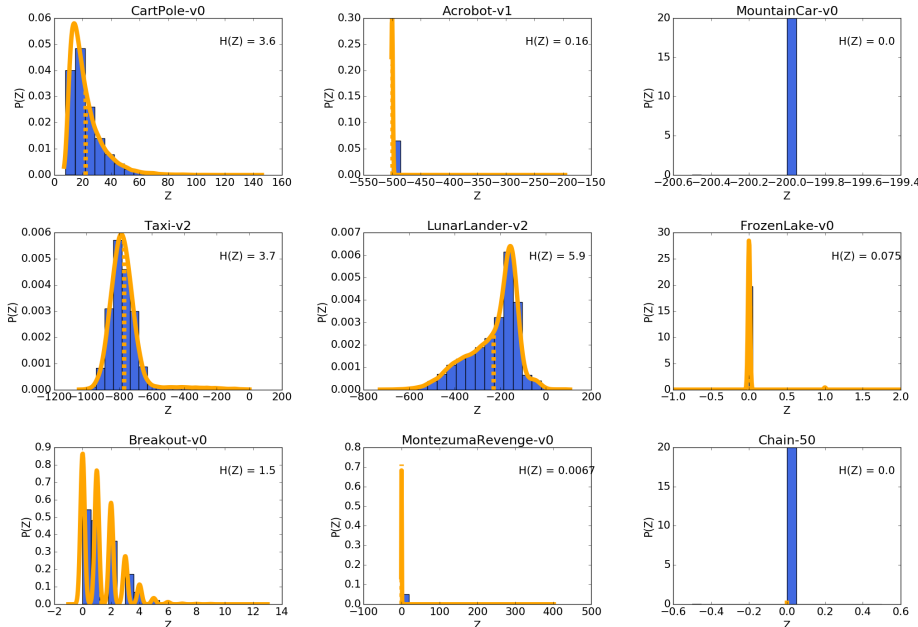 CartPole-v0
H(Z) = 3.6
P(Z)
0.06
0.05
0.04
0.03
0.02
0.01
0.00
0 20 40 60 80 100 120 140 160
Z
Acrobot-v1
H(Z) = 0.16
P(Z)
0.30
0.25
0.20
0.15
0.10
0.05
0.00
−550 −500 −450 −400 −350 −300 −250 −200 −150
Z
MountainCar-v0
H(Z) = 0.0
P(Z)
20
15
10
5
0
−200.6 −200.4 −200.2 −200.0 −199.8 −199.6 −199.4
Z
Taxi-v2
H(Z) = 3.7
P(Z)
0.006
0.005
0.004
0.003
0.002
0.001
0.000
−1200 −1000 −800 −600 −400 −200 0 200
Z
LunarLander-v2
H(Z) = 5.9
P(Z)
0.007
0.006
0.005
0.004
0.003
0.002
0.001
0.000
−800 −600 −400 −200 0 200
Z
FrozenLake-v0
H(Z) = 0.075
P(Z)
30
25
20
15
10
5
0
−1.0 −0.5 0.0 0.5 1.0 1.5 2.0
Z
Breakout-v0
H(Z) = 1.5
P(Z)
0.9
0.8
0.7
0.6
0.5
0.4
0.3
0.2
0.1
0.0
−2 0 2 4 6 8 10 12 14
Z
MontezumaRevenge-v0
H(Z) = 0.0067
P(Z)
0.8
0.7
0.6
0.5
0.4
0.3
0.2
0.1
0.0
−100 0 100 200 300 400 500
Z
Chain-50
H(Z) = 0.0
P(Z)
20
15
10
5
0
−0.6 −0.4 −0.2 0.0 0.2 0.4 0.6
Z